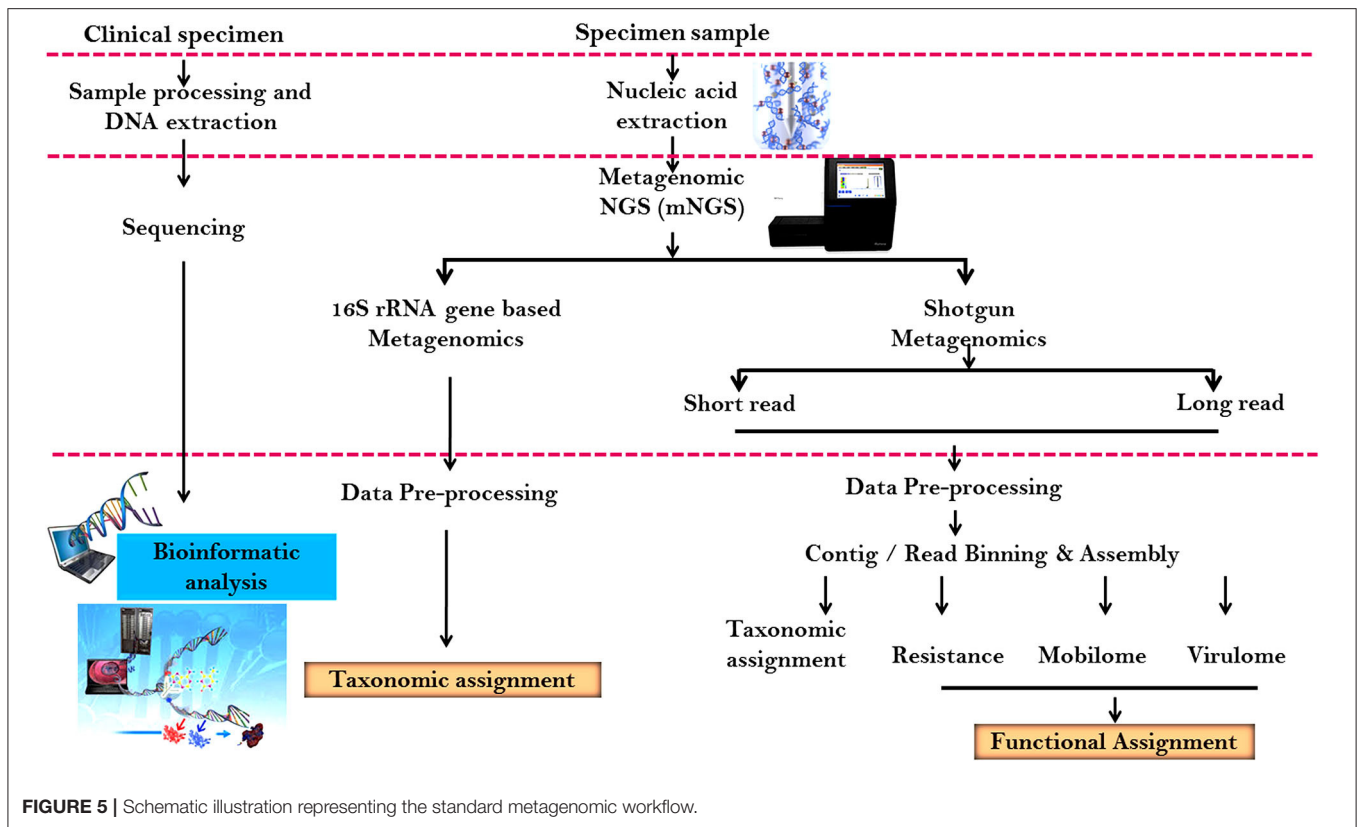 Clinical specimen
Specimen sample
Sample processing and
DNA extraction
Nucleic acid
extraction
Metagenomic
NGS (mNGS)
Sequencing
16S rRNA gene based
Metagenomics
Shotgun
Metagenomics
Short read
Long read
Data Pre-processing
Data Pre-processing
Bioinformatic
analysis
Contig / Read Binning & Assembly
Taxonomic
assignment
Resistance
Mobilome
Virulome
Taxonomic assignment
Functional Assignment
FIGURE 5 | Schematic illustration representing the standard metagenomic workflow.